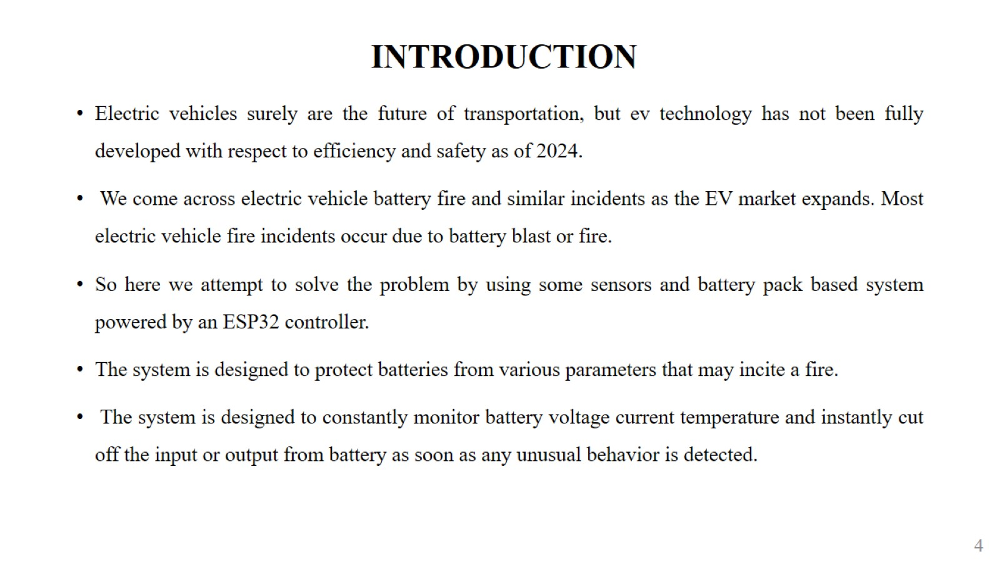 INTRODUCTION
• Electric vehicles surely are the future of transportation, but ev technology has not been fully
developed with respect to efficiency and safety as of 2024.
• We come across electric vehicle battery fire and similar incidents as the EV market expands. Most
electric vehicle fire incidents occur due to battery blast or fire.
• So here we attempt to solve the problem by using some sensors and battery pack based system
powered by an ESP32 controller.
• The system is designed to protect batteries from various parameters that may incite a fire.
• The system is designed to constantly monitor battery voltage current temperature and instantly cut
off the input or output from battery as soon as any unusual behavior is detected.
4